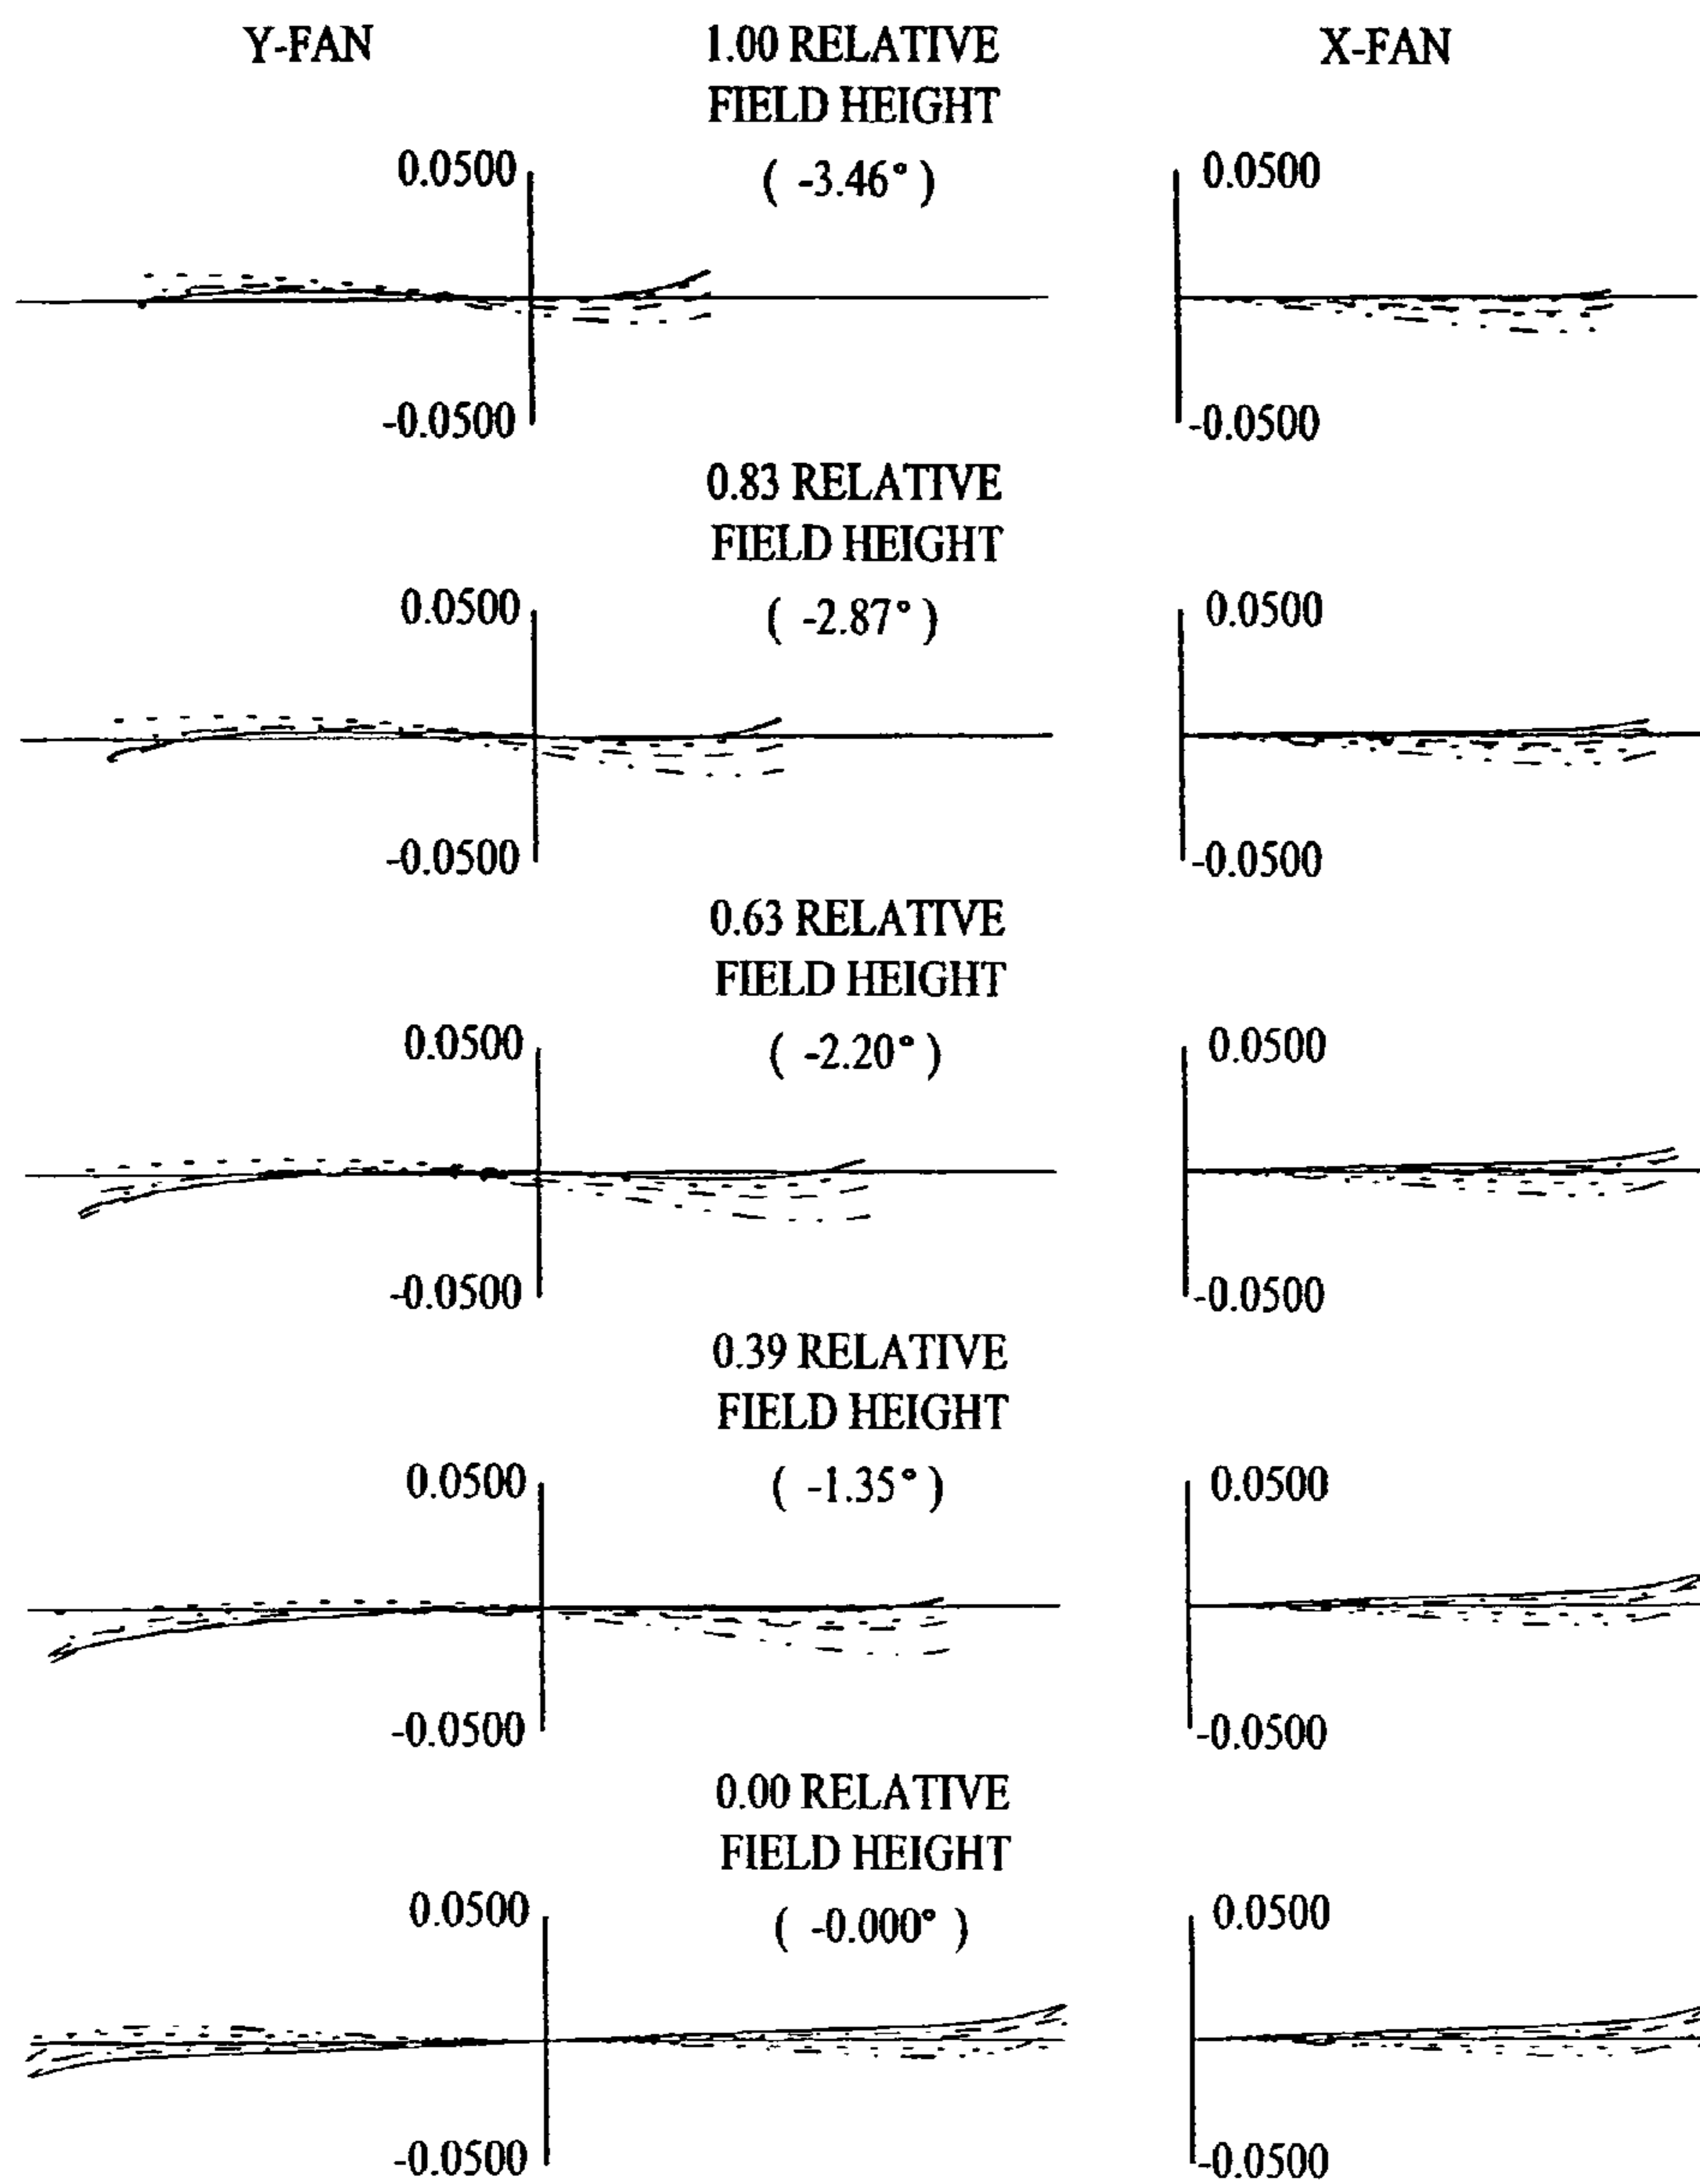 Y-FAN
1.00 RELATIVE
FIELD HEIGHT
( -3.46° )
X-FAN
0.0500
-0.0500
0.0500
-0.0500
0.83 RELATIVE
FIELD HEIGHT
( -2.87° )
0.0500
-0.0500
0.0500
-0.0500
0.63 RELATIVE
FIELD HEIGHT
( -2.20° )
0.0500
-0.0500
0.0500
-0.0500
0.39 RELATIVE
FIELD HEIGHT
( -1.35° )
0.0500
-0.0500
0.0500
-0.0500
0.00 RELATIVE
FIELD HEIGHT
( -0.000° )
0.0500
-0.0500
0.0500
-0.0500